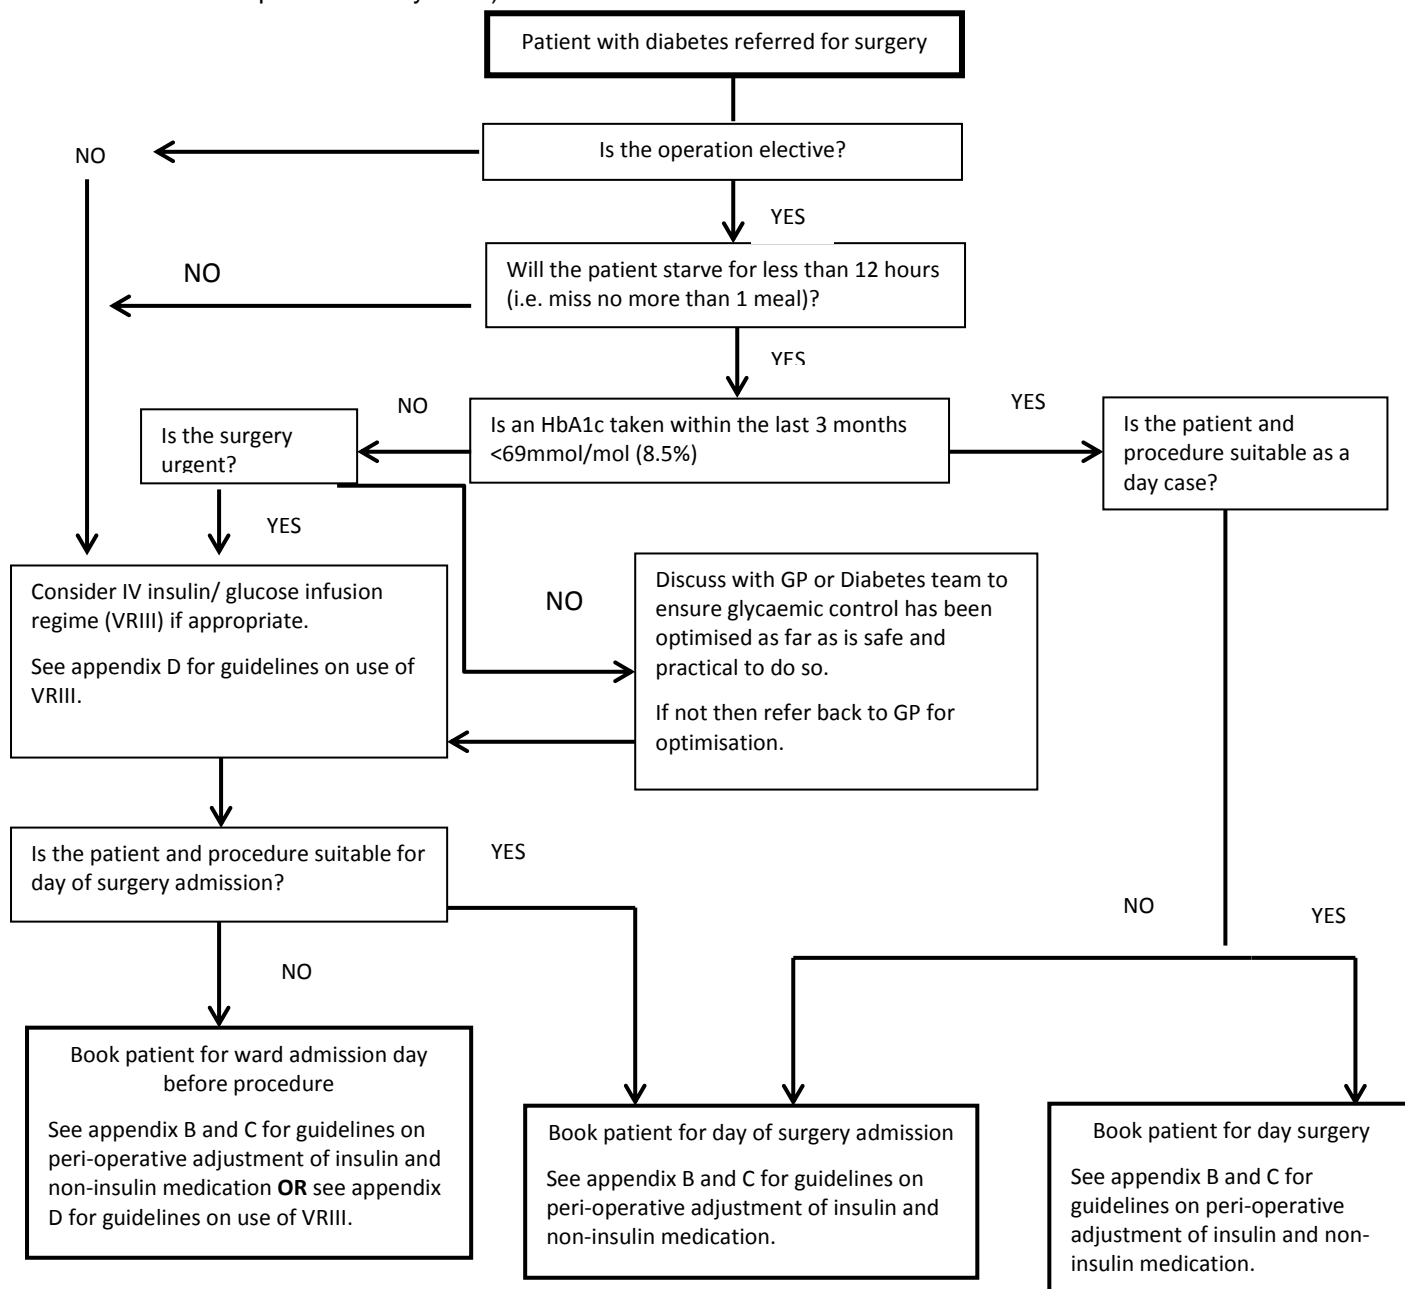 Patient with diabetes referred for surgery
Is the operation elective?
NO
YES
Will the patient starve for less than 12 hours
(i.e. miss no more than 1 meal)?
NO
YES
Is an HbA1c taken within the last 3 months
<69mmol/mol (8.5%)
NO
YES
Is the surgery
urgent?
Is the patient and
procedure suitable as a
day case?
YES
NO
Consider IV insulin/ glucose infusion
regime (VRIII) if appropriate.
See appendix D for guidelines on use of
VRIII.
Discuss with GP or Diabetes team to
ensure glycaemic control has been
optimised as far as is safe and
practical to do so.
If not then refer back to GP for
optimisation.
Is the patient and procedure suitable for
day of surgery admission?
YES
NO
NO
YES
Book patient for ward admission day
before procedure
See appendix B and C for guidelines on
peri-operative adjustment of insulin and
non-insulin medication OR see appendix
D for guidelines on use of VRIII.
Book patient for day of surgery admission
See appendix B and C for guidelines on
peri-operative adjustment of insulin and
non-insulin medication.
Book patient for day surgery
See appendix B and C for
guidelines on peri-operative
adjustment of insulin and non-
insulin medication.